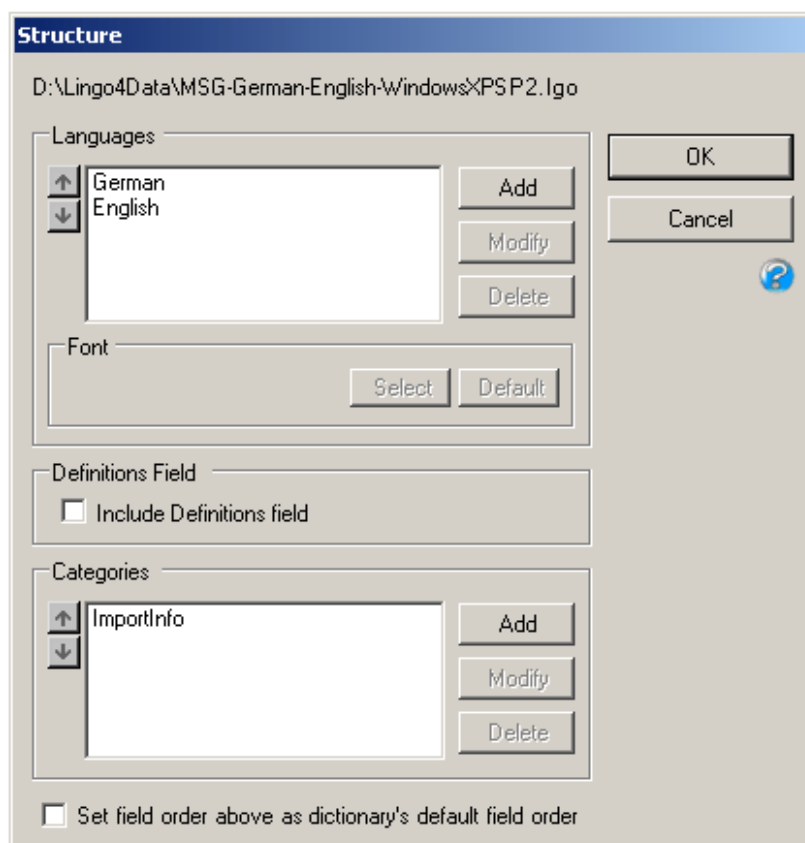 Structure
D:\Lingo4Data\MSG-German-English-WindowsXPSP2.lgo
Languages
German
English
Add
Modify
Delete
OK
Cancel
Font
Select Default
Definitions Field
Include Definitions field
Categories
ImportInfo
Add
Modify
Delete
Set field order above as dictionary's default field order